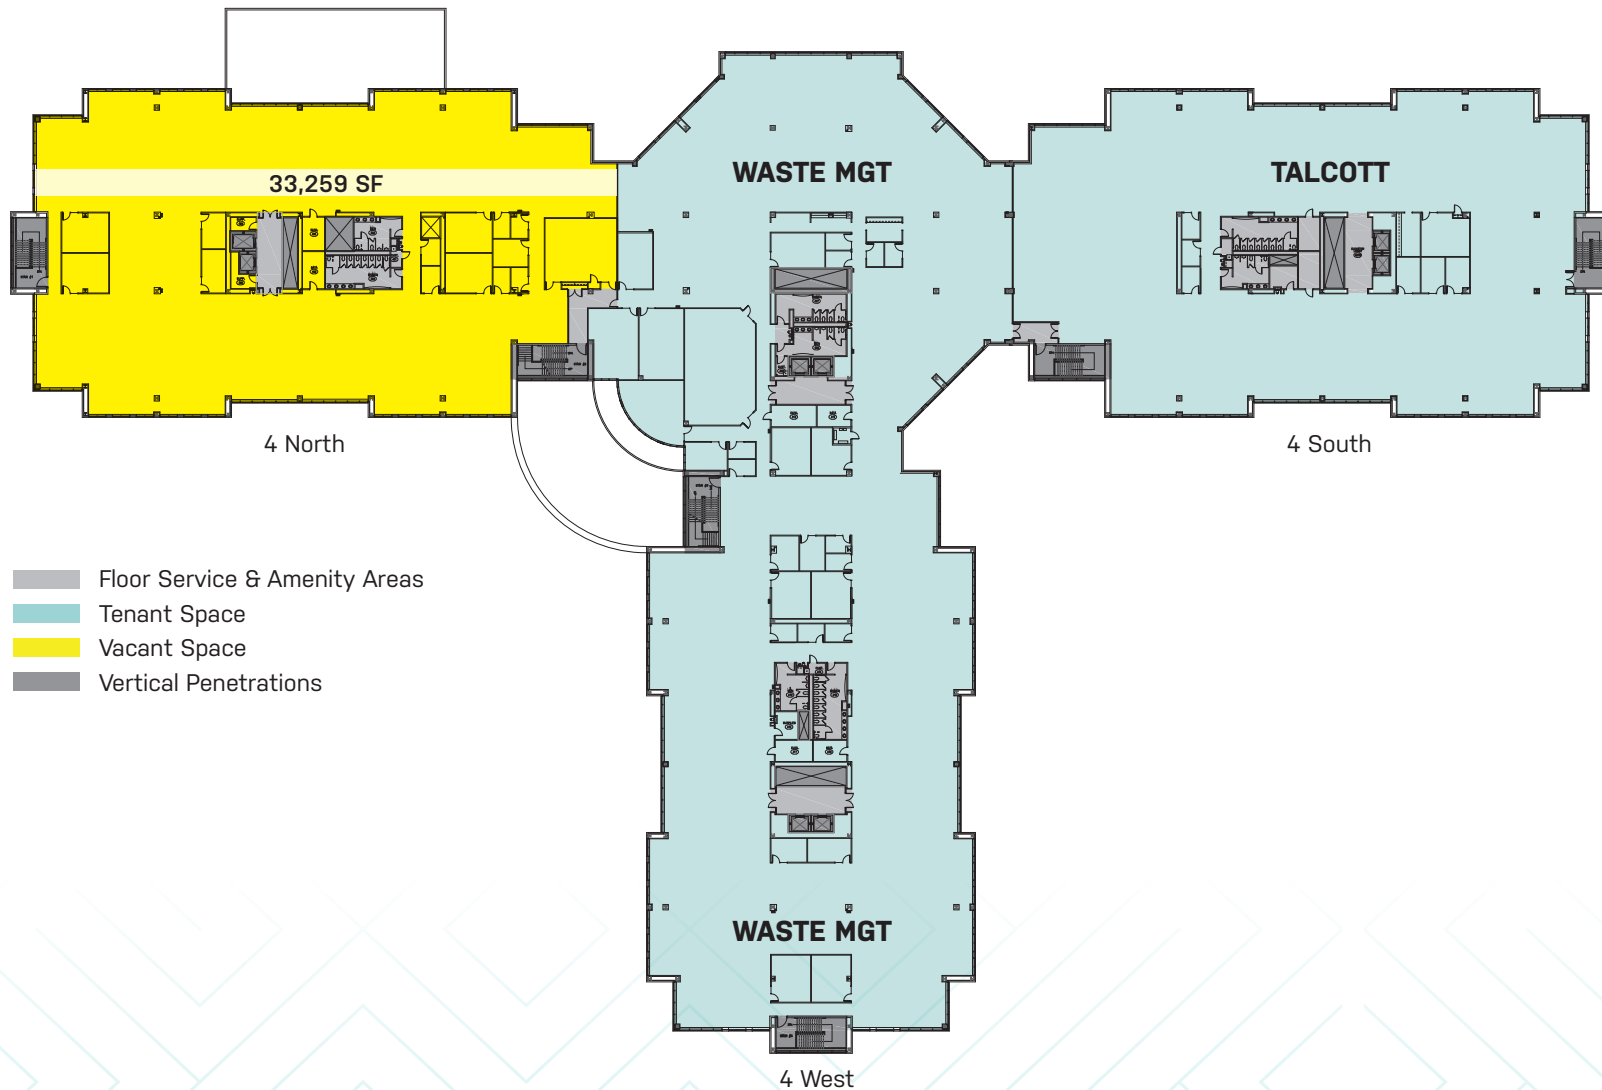 WASTE MGT
TALCOTT
33,259 SF
4 North
4 South
Floor Service & Amenity Areas
Tenant Space
Vacant Space
Vertical Penetrations
WASTE MGT
4 West